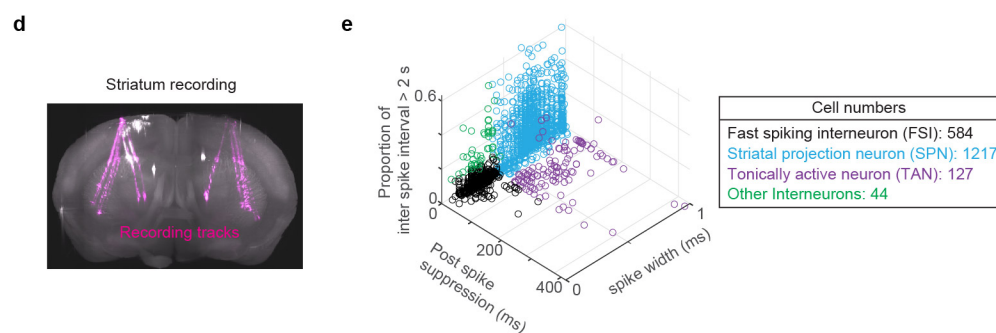 d
Striatum recording
Recording tracks
e
Proportion of
inter spike interval > 2 s
0.6
0
0
200
400
Post spike
suppression (ms)
0
1
spike width (ms)
Cell numbers
Fast spiking interneuron (FSI): 584
Striatal projection neuron (SPN): 1217
Tonically active neuron (TAN): 127
Other Interneurons: 44